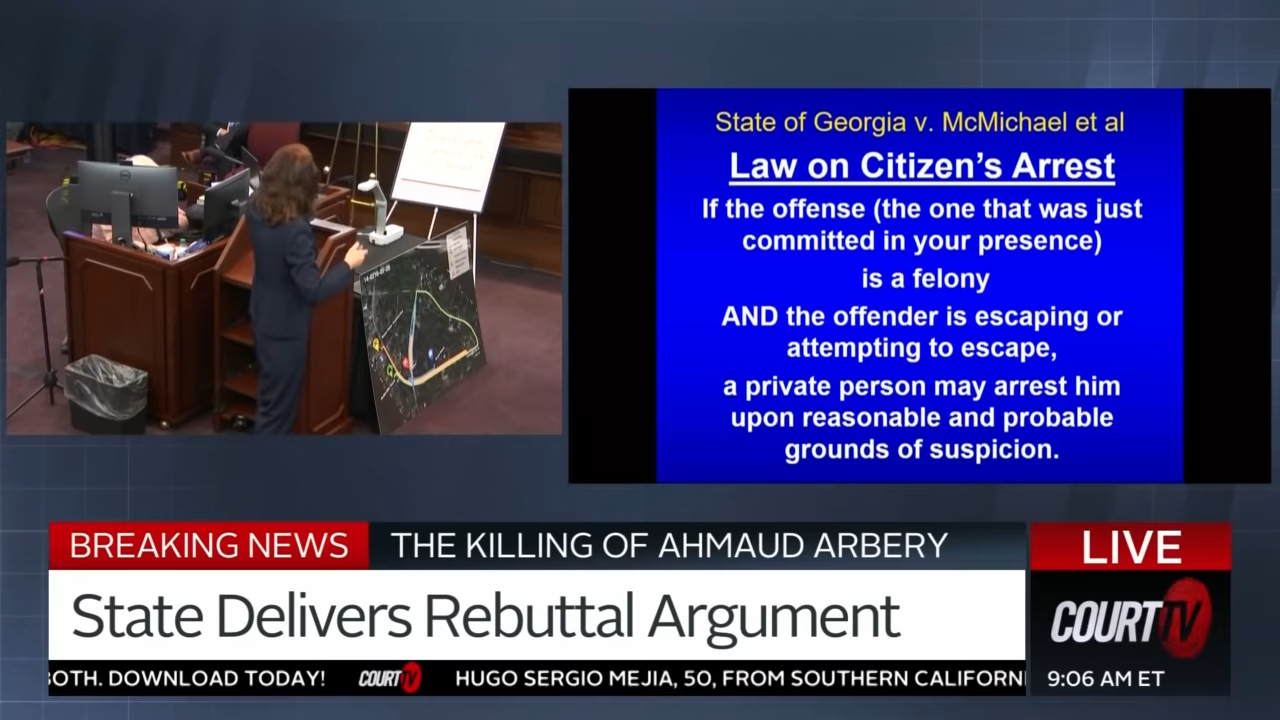 State of Georgia v. McMichael et al
Law on Citizen's Arrest
If the offense (the one that was just
committed in your presence)
is a felony
AND the offender is escaping or
attempting to escape,
a private person may arrest him
upon reasonable and probable
grounds of suspicion.
BREAKING NEWS
THE KILLING OF AHMAUD ARBERY
LIVE
State Delivers Rebuttal Argument
COURT TV
BOTH. DOWNLOAD TODAY! COURT TV HUGO SERGIO MEJIA, 50, FROM SOUTHERN CALIFORNI
9:06 AM ET